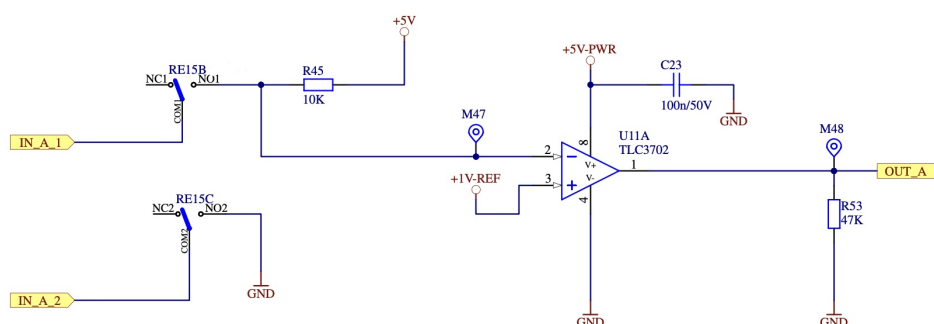 +5V
+5V-PWR
RE15B
R45
10K
C23
100n/50V
GND
NC1
NO1
COM1
IN_A_1
M47
U11A
TLC3702
M48
2
8
V+
1
+1V-REF
3
V-
4
OUT_A
RE15C
NC2
NO2
COM2
R53
47K
IN_A_2
GND
GND
GND